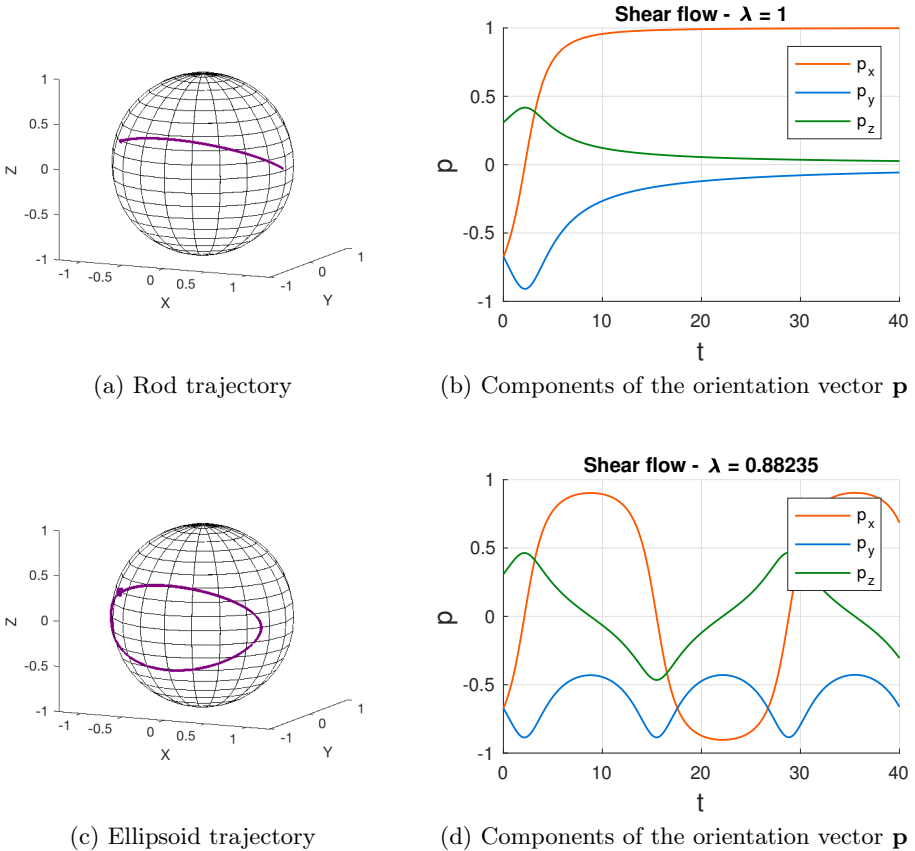 Shear flow - λ = 1
1
0.5
0
-0.5
-1
Z
-1
-0.5
0
0.5
1
X
-1
0
1
Y
1
0.5
0
-0.5
-1
p
0
10
20
30
40
t
p_x
p_y
p_z
(a) Rod trajectory
(b) Components of the orientation vector p
Shear flow - λ = 0.88235
1
0.5
0
-0.5
-1
Z
-1
-0.5
0
0.5
1
X
-1
0
1
Y
1
0.5
0
-0.5
-1
p
0
10
20
30
40
t
p_x
p_y
p_z
(c) Ellipsoid trajectory
(d) Components of the orientation vector p